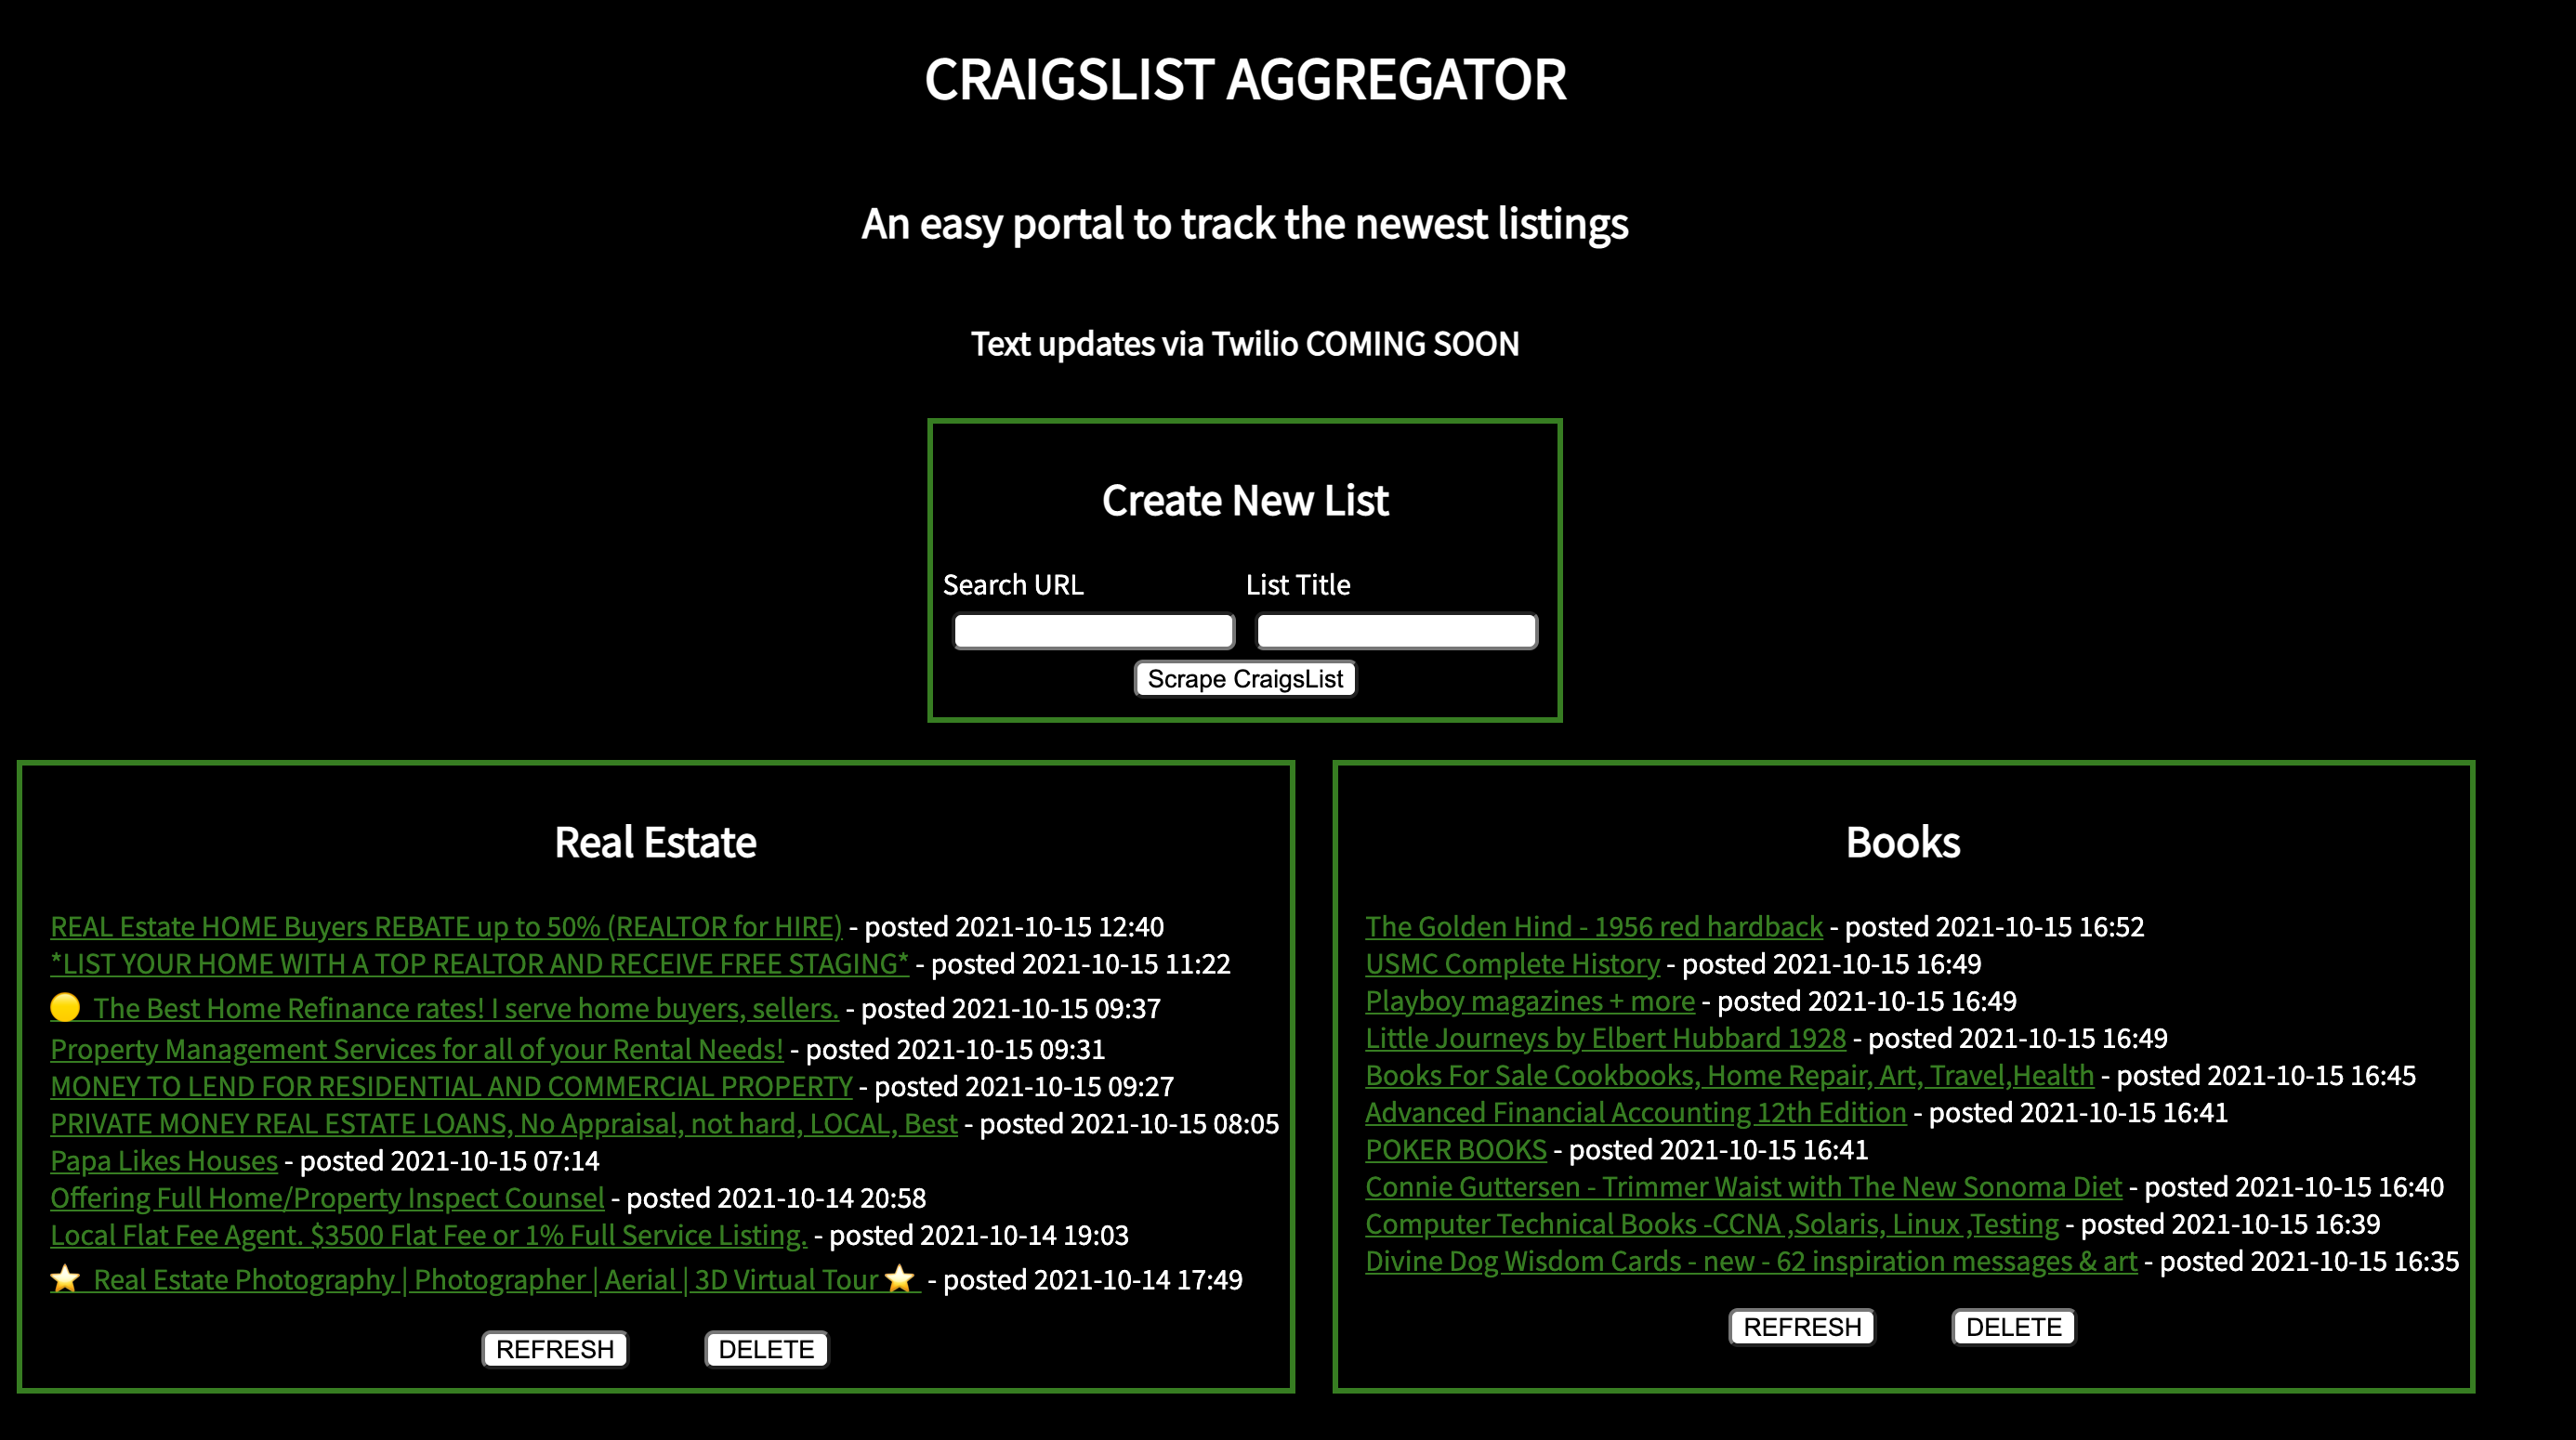 CRAIGSLIST AGGREGATOR
An easy portal to track the newest listings
Text updates via Twilio COMING SOON
Create New List
Search URL List Title
Scrape CraigsList
Real Estate
REAL Estate HOME Buyers REBATE up to 50% (REALTOR for HIRE) - posted 2021-10-15 12:40
*LIST YOUR HOME WITH A TOP REALTOR AND RECEIVE FREE STAGING* - posted 2021-10-15 11:22
🟡 The Best Home Refinance rates! I serve home buyers, sellers. - posted 2021-10-15 09:37
Property Management Services for all of your Rental Needs! - posted 2021-10-15 09:31
MONEY TO LEND FOR RESIDENTIAL AND COMMERCIAL PROPERTY - posted 2021-10-15 09:27
PRIVATE MONEY REAL ESTATE LOANS, No Appraisal, not hard, LOCAL, Best - posted 2021-10-15 08:05
Papa Likes Houses - posted 2021-10-15 07:14
Offering Full Home/Property Inspect Counsel - posted 2021-10-14 20:58
Local Flat Fee Agent. $3500 Flat Fee or 1% Full Service Listing. - posted 2021-10-14 19:03
⭐ Real Estate Photography | Photographer | Aerial | 3D Virtual Tour ⭐ - posted 2021-10-14 17:49
REFRESH DELETE
Books
The Golden Hind - 1956 red hardback - posted 2021-10-15 16:52
USMC Complete History - posted 2021-10-15 16:49
Playboy magazines + more - posted 2021-10-15 16:49
Little Journeys by Elbert Hubbard 1928 - posted 2021-10-15 16:49
Books For Sale Cookbooks, Home Repair, Art, Travel,Health - posted 2021-10-15 16:45
Advanced Financial Accounting 12th Edition - posted 2021-10-15 16:41
POKER BOOKS - posted 2021-10-15 16:41
Connie Guttersen - Trimmer Waist with The New Sonoma Diet - posted 2021-10-15 16:40
Computer Technical Books -CCNA ,Solaris, Linux ,Testing - posted 2021-10-15 16:39
Divine Dog Wisdom Cards - new - 62 inspiration messages & art - posted 2021-10-15 16:35
REFRESH DELETE